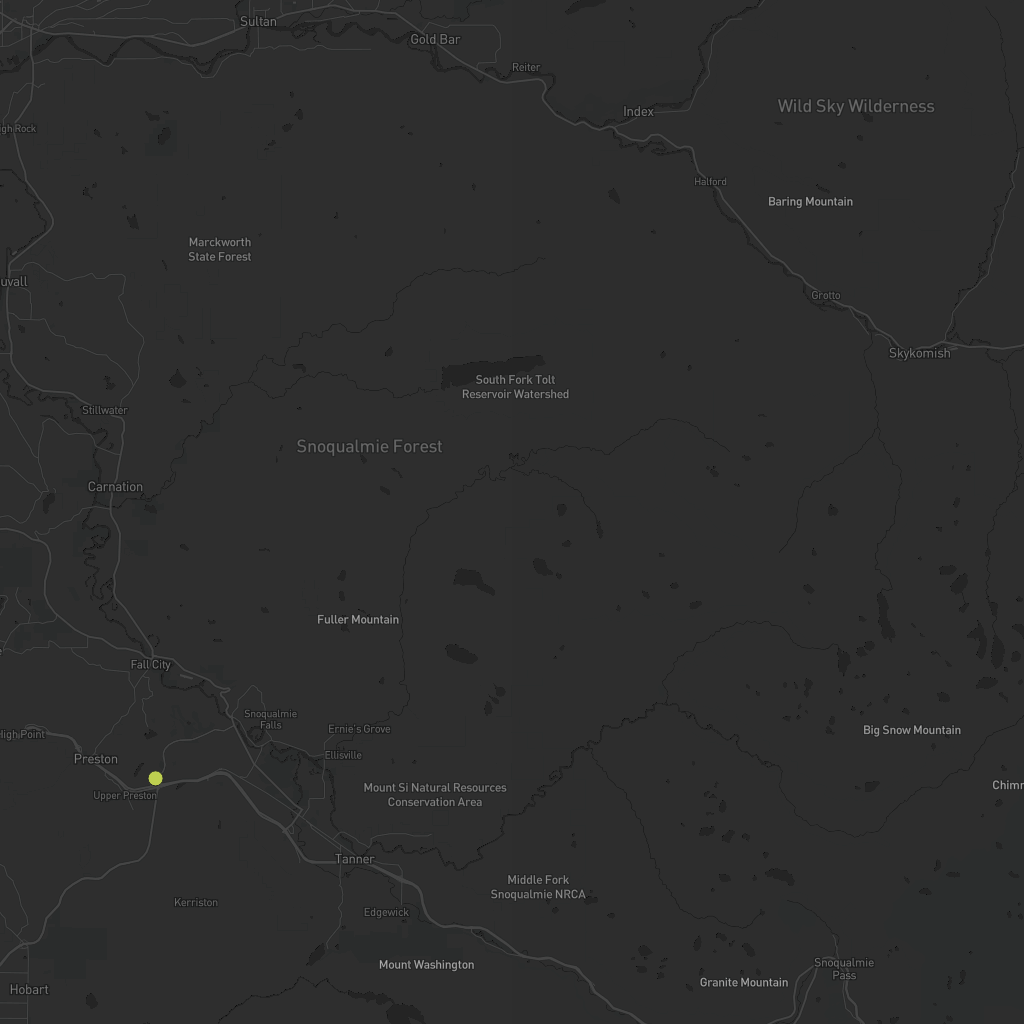 Sultan
Gold Bar
Reiter
Index
Wild Sky Wilderness
igh Rock
Halford
Baring Mountain
Marckworth
State Forest
uvall
Grotto
Skykomish
South Fork Tolt
Reservoir Watershed
Stillwater
Snoqualmie Forest
Carnation
Fuller Mountain
Fall City
Snoqualmie
Falls
Ernie's Grove
High Point
Big Snow Mountain
Preston
Ellisville
Upper Preston
Mount Si Natural Resources
Conservation Area
Chimn
Tanner
Middle Fork
Snoqualmie NRCA
Kerriston
Edgewick
Mount Washington
Snoqualmie
Pass
Granite Mountain
Hobart